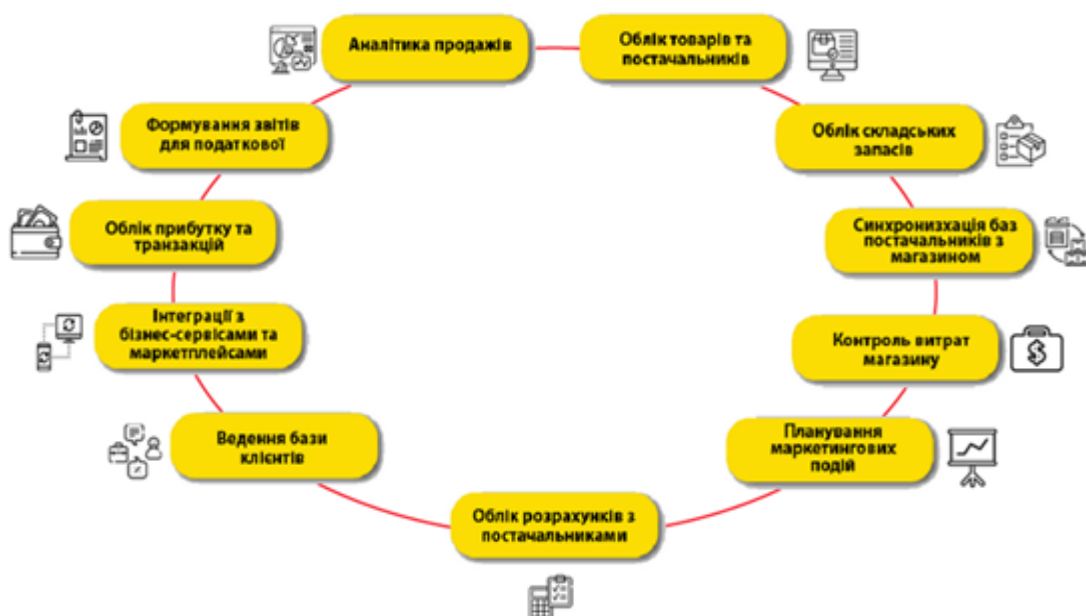 Аналітика продажів
Облік товарів та
постачальників
Облік складських
запасів
Синхронизхація баз
постачальників з
магазином
Контроль витрат
магазину
Планування
маркетингових
подій
Облік розрахунків з
постачальниками
Ведення бази
клієнтів
Інтеграції з
бізнес-сервісами та
маркетплейсами
Облік прибутку та
транзакцій
Формування звітів
для податкової